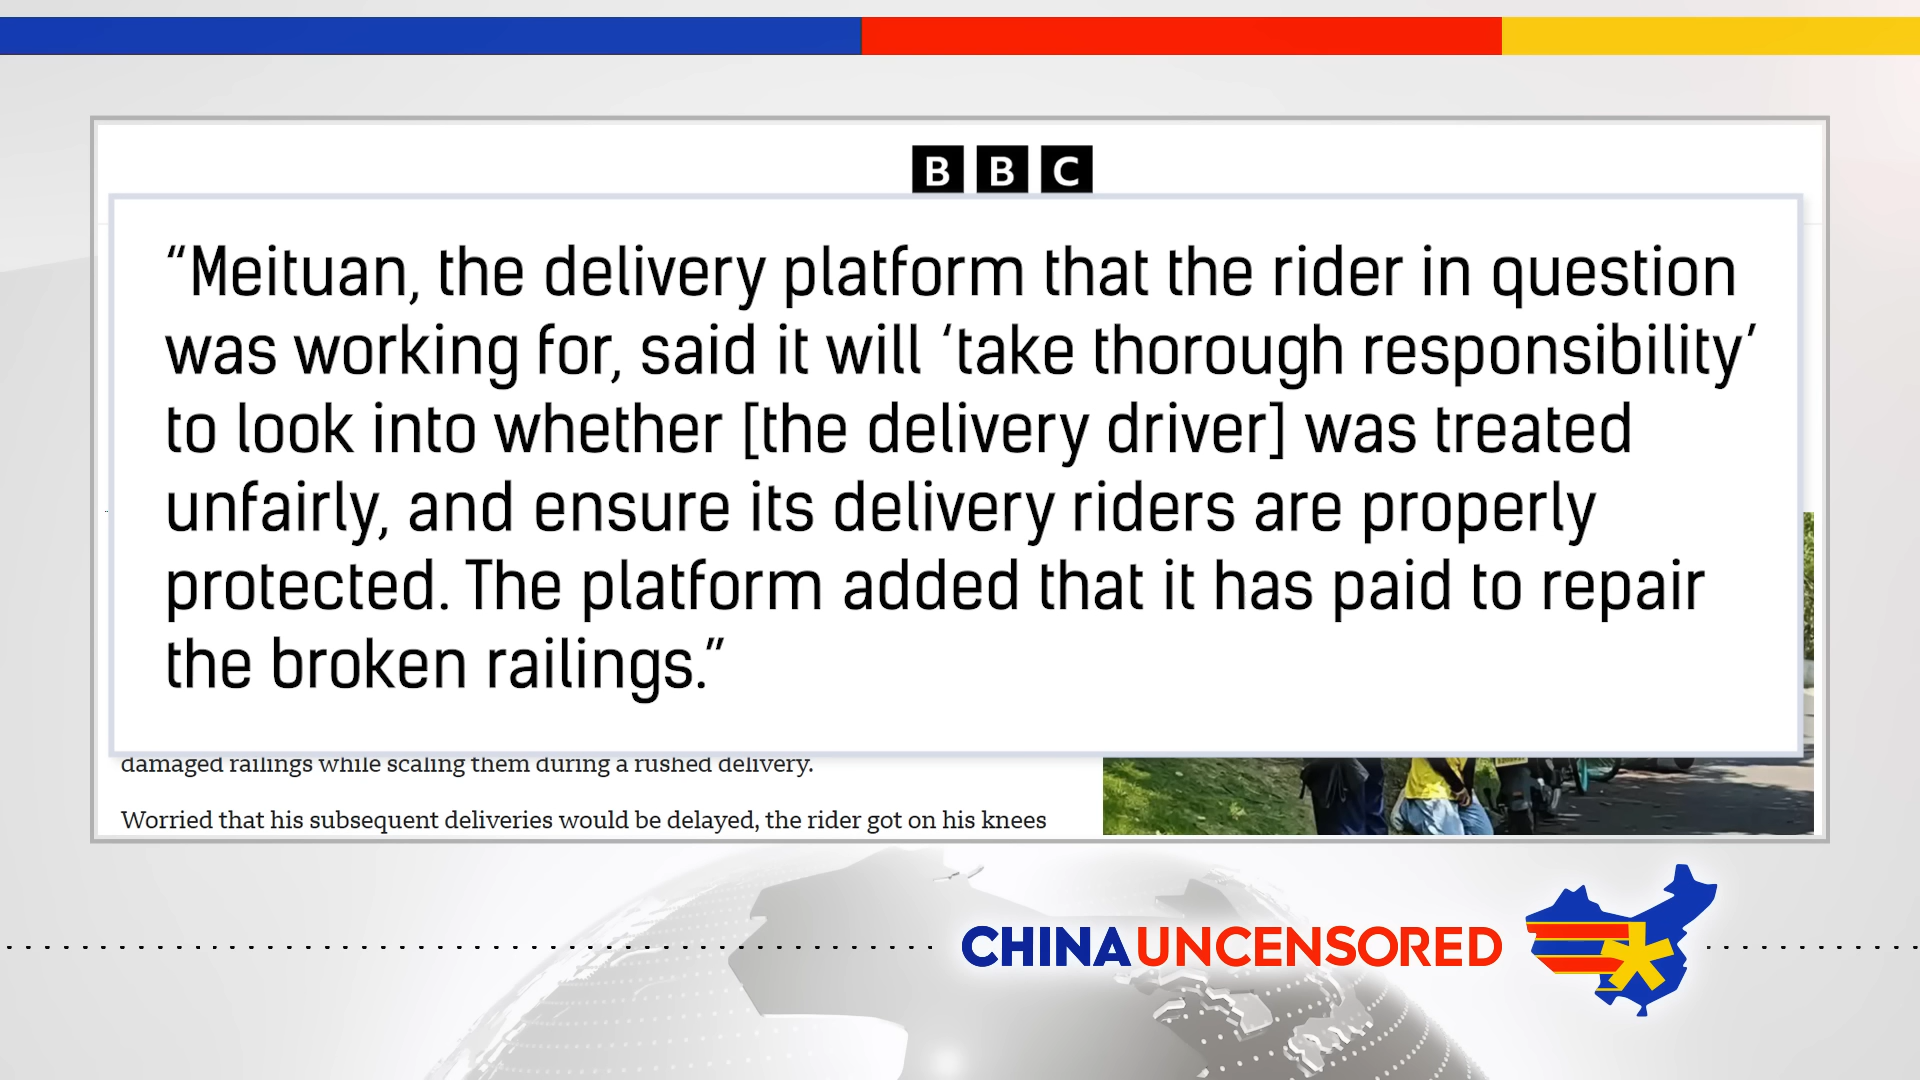 BBC
“Meituan, the delivery platform that the rider in question
was working for, said it will ‘take thorough responsibility’
to look into whether [the delivery driver] was treated
unfairly, and ensure its delivery riders are properly
protected. The platform added that it has paid to repair
the broken railings.”
damaged railings while scaling them during a rushed delivery.
Worried that his subsequent deliveries would be delayed, the rider got on his knees
CHINAUNCENSORED